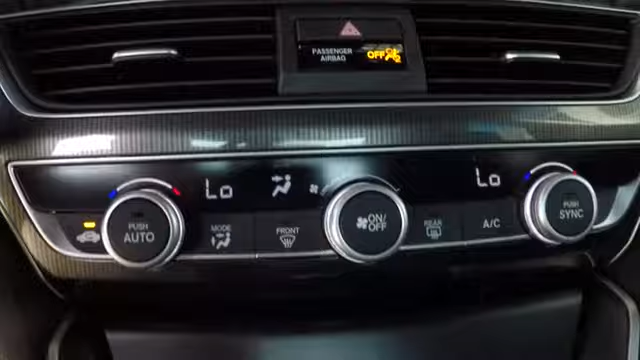 PASSENGER
AIRBAG
OFF
Lo
Lo
PUSH
AUTO
MODE
FRONT
ON/
OFF
REAR
A/C
PUSH
SYNC